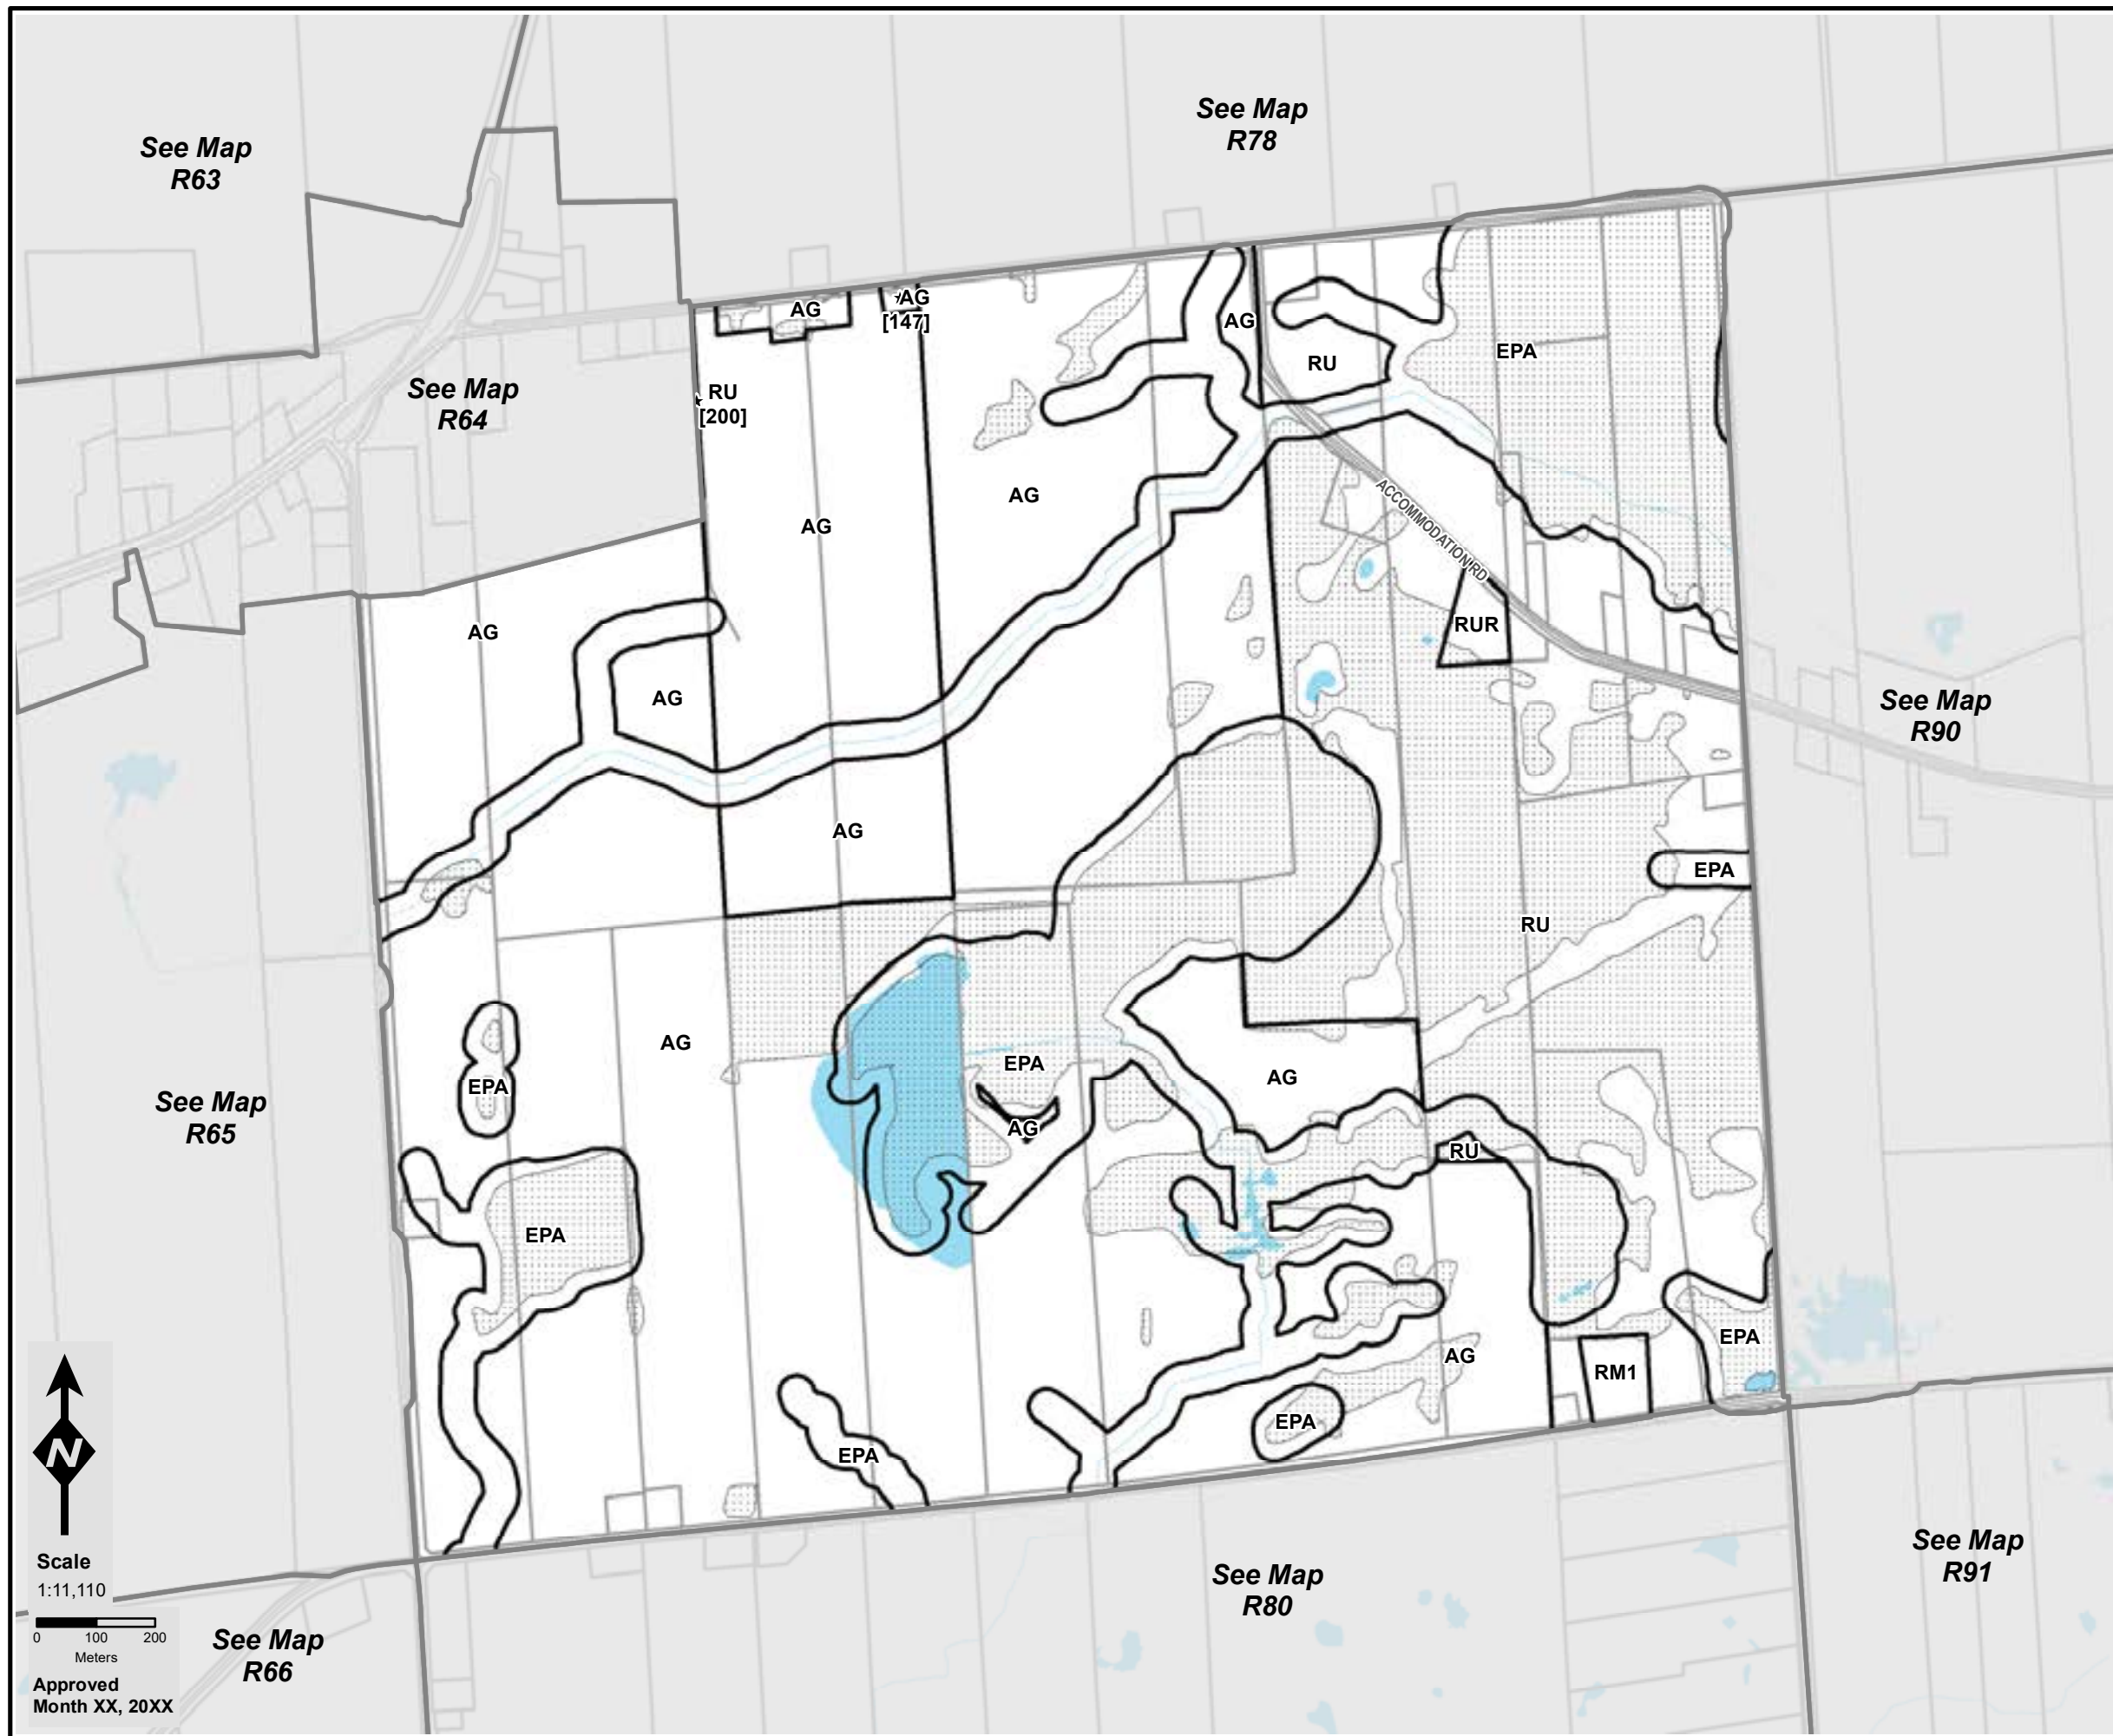 See Map
R78
See Map
R63
AG
AG
[147]
AG
EPA
RU
See Map
R64
RU
[200]
AG
AG
ACCOMMODATION RD
RUR
AG
AG
See Map
R90
AG
EPA
RU
AG
EPA
AG
EPA
See Map
R65
AG
RU
EPA
EPA
AG
RM1
EPA
EPA
N
See Map
R91
Scale
1:11,110
See Map
R80
0 100 200
Meters
See Map
R66
Approved
Month XX, 20XX